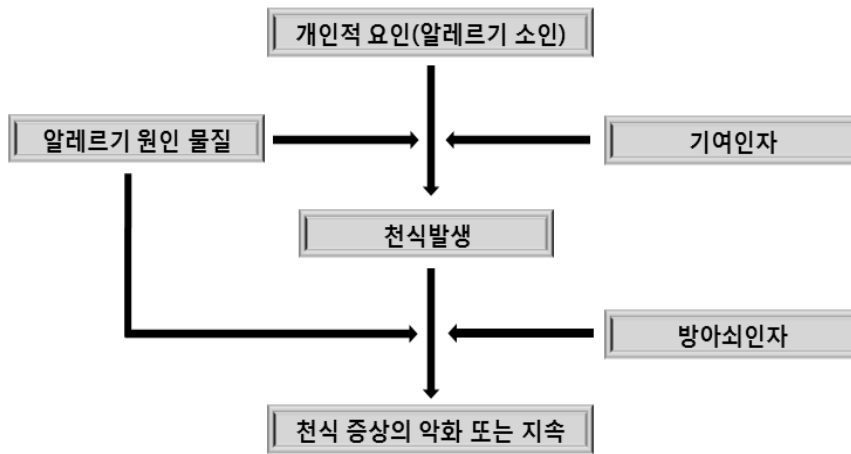 개인적 요인(알레르기 소인)
알레르기 원인 물질
기여인자
천식발생
방아쇠인자
천식 증상의 악화 또는 지속